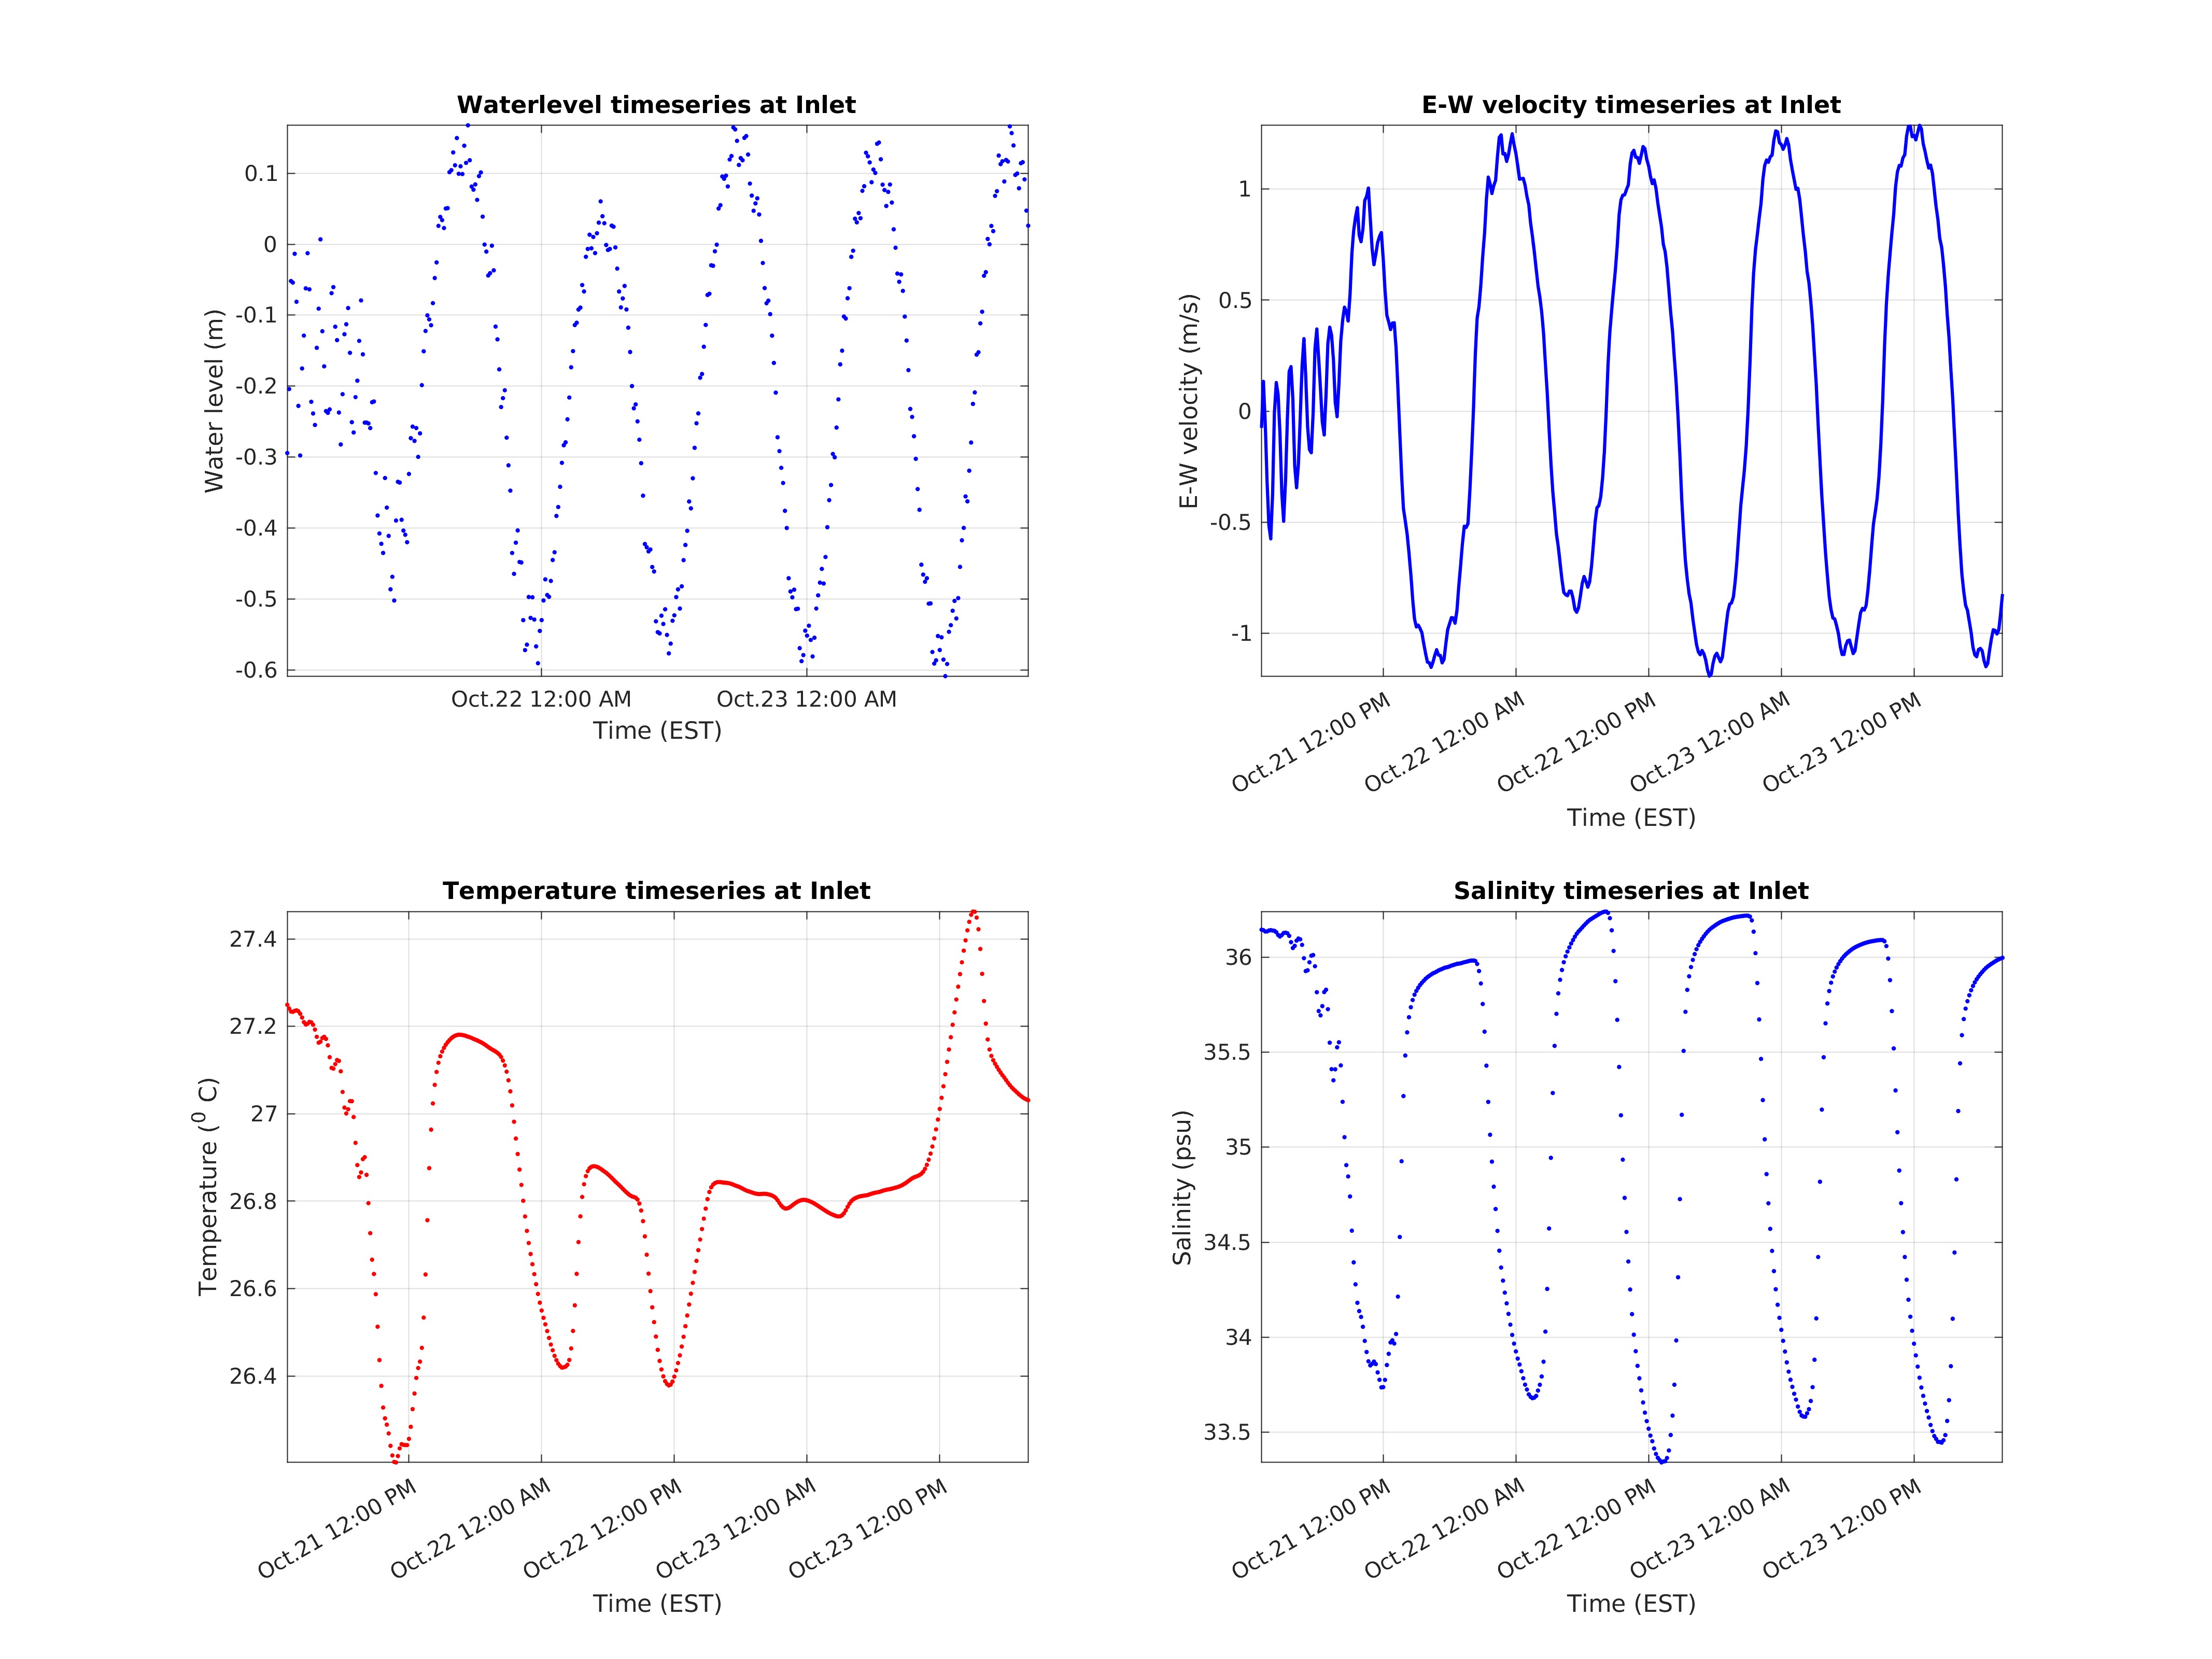 Waterlevel timeseries at Inlet
0.1
0
-0.1
-0.2
-0.3
-0.4
-0.5
-0.6
Water level (m)
Oct.22 12:00 AM
Oct.23 12:00 AM
Time (EST)
E-W velocity timeseries at Inlet
1
0.5
0
-0.5
-1
E-W velocity (m/s)
Oct.21 12:00 PM
Oct.22 12:00 AM
Oct.22 12:00 PM
Oct.23 12:00 AM
Oct.23 12:00 PM
Time (EST)
Temperature timeseries at Inlet
27.4
27.2
27
26.8
26.6
26.4
Temperature (⁰ C)
Oct.21 12:00 PM
Oct.22 12:00 AM
Oct.22 12:00 PM
Oct.23 12:00 AM
Oct.23 12:00 PM
Time (EST)
Salinity timeseries at Inlet
36
35.5
35
34.5
34
33.5
Salinity (psu)
Oct.21 12:00 PM
Oct.22 12:00 AM
Oct.22 12:00 PM
Oct.23 12:00 AM
Oct.23 12:00 PM
Time (EST)